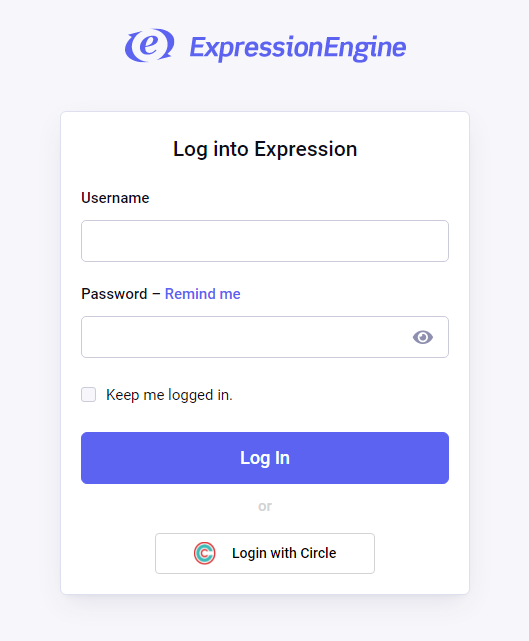 ExpressionEngine
Log into Expression
Username
Password – Remind me
Keep me logged in.
Log In
or
Login with Circle